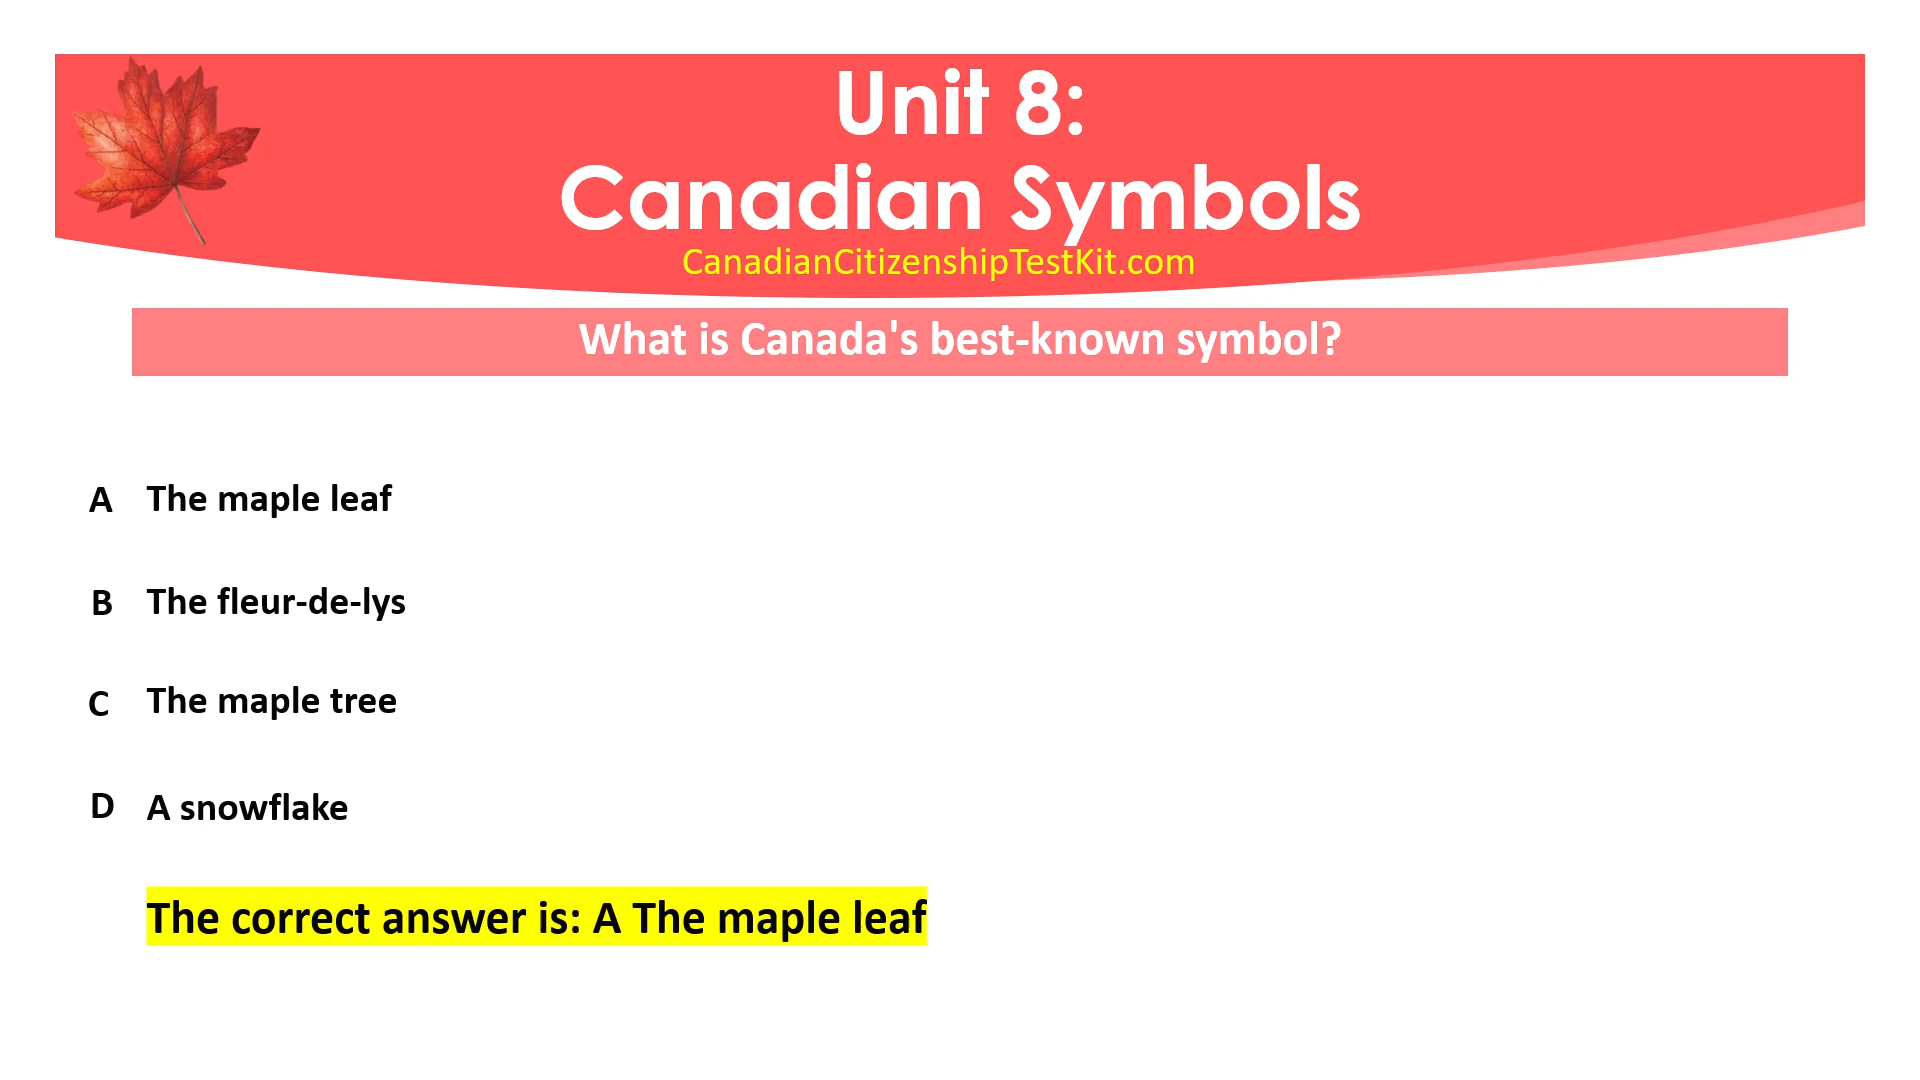 Unit 8:
Canadian Symbols
CanadianCitizenshipTestKit.com
What is Canada's best-known symbol?
A The maple leaf
B The fleur-de-lys
C The maple tree
D A snowflake
The correct answer is: A The maple leaf